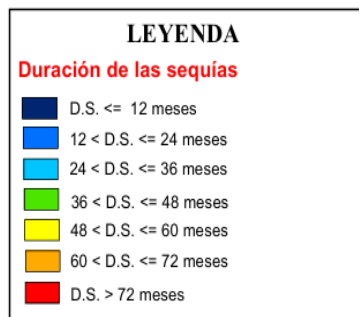 LEYENDA
Duración de las sequías
D.S. <= 12 meses
12 < D.S. <= 24 meses
24 < D.S. <= 36 meses
36 < D.S. <= 48 meses
48 < D.S. <= 60 meses
60 < D.S. <= 72 meses
D.S. > 72 meses